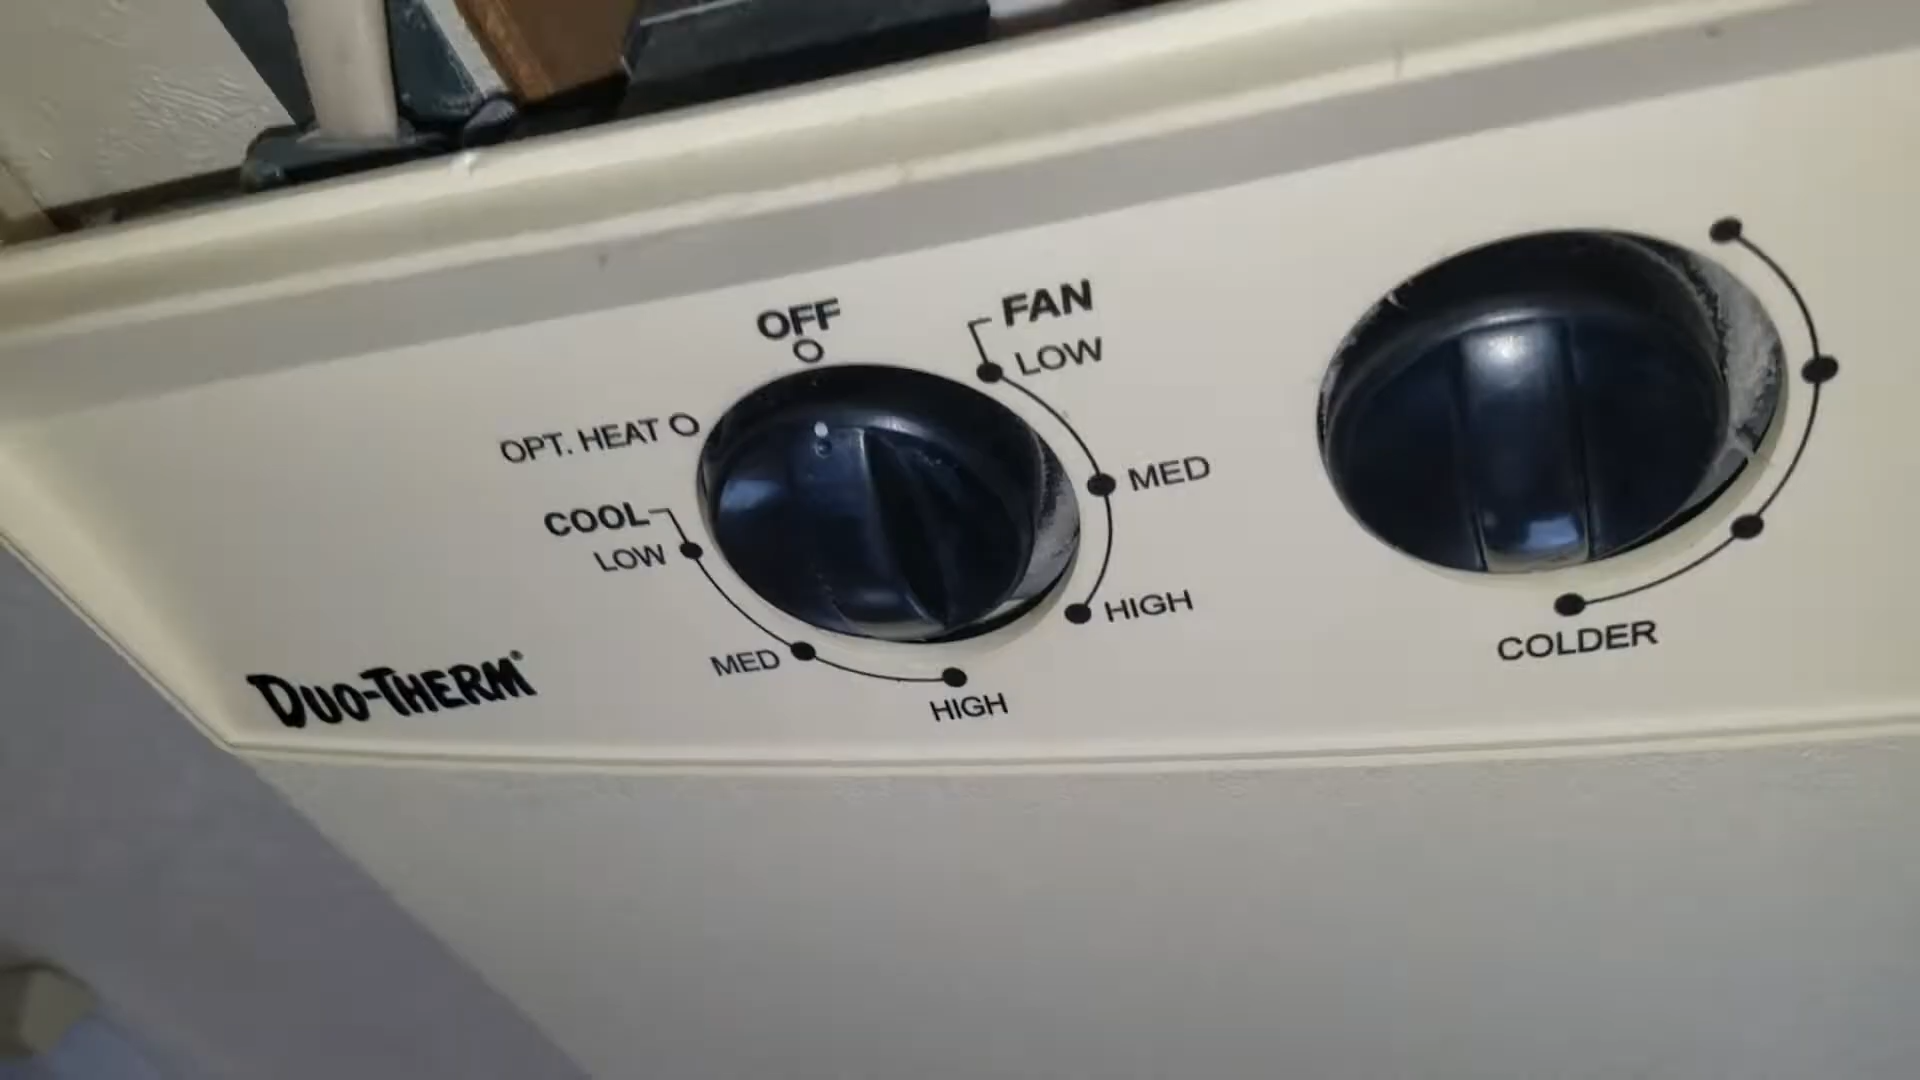 OFF
FAN
LOW
OPT. HEAT
MED
COOL
LOW
HIGH
MED
HIGH
COLDER
DUO-THERM®